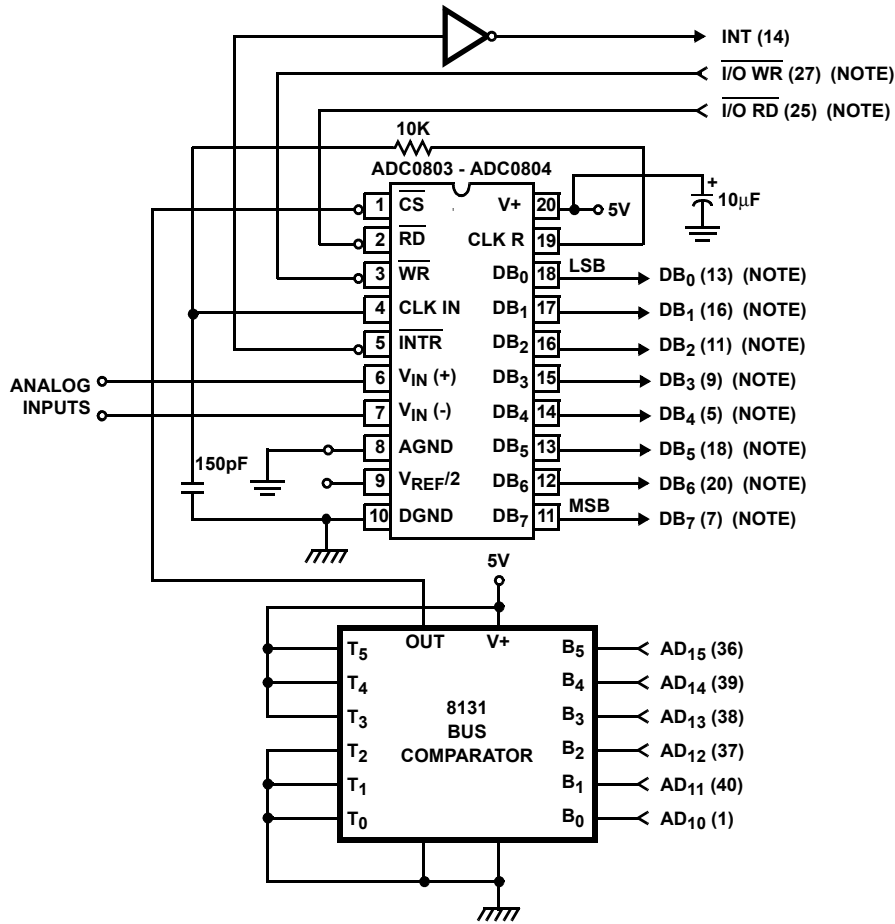 INT (14)
I/O WR (27) (NOTE)
I/O RD (25) (NOTE)
10K
ADC0803 - ADC0804
1 CS
V+ 20
5V
+
10µF
2 RD
CLK R 19
3 WR
DB0 18 LSB
DB0 (13) (NOTE)
4 CLK IN
DB1 17
DB1 (16) (NOTE)
5 INTR
DB2 16
DB2 (11) (NOTE)
ANALOG
INPUTS
6 VIN (+)
DB3 15
DB3 (9) (NOTE)
7 VIN (-)
DB4 14
DB4 (5) (NOTE)
8 AGND
DB5 13
DB5 (18) (NOTE)
150pF
9 VREF/2
DB6 12
DB6 (20) (NOTE)
10 DGND
DB7 11 MSB
DB7 (7) (NOTE)
5V
OUT
V+
T5
B5
AD15 (36)
T4
B4
AD14 (39)
T3
B3
AD13 (38)
8131
BUS
COMPARATOR
T2
B2
AD12 (37)
T1
B1
AD11 (40)
T0
B0
AD10 (1)